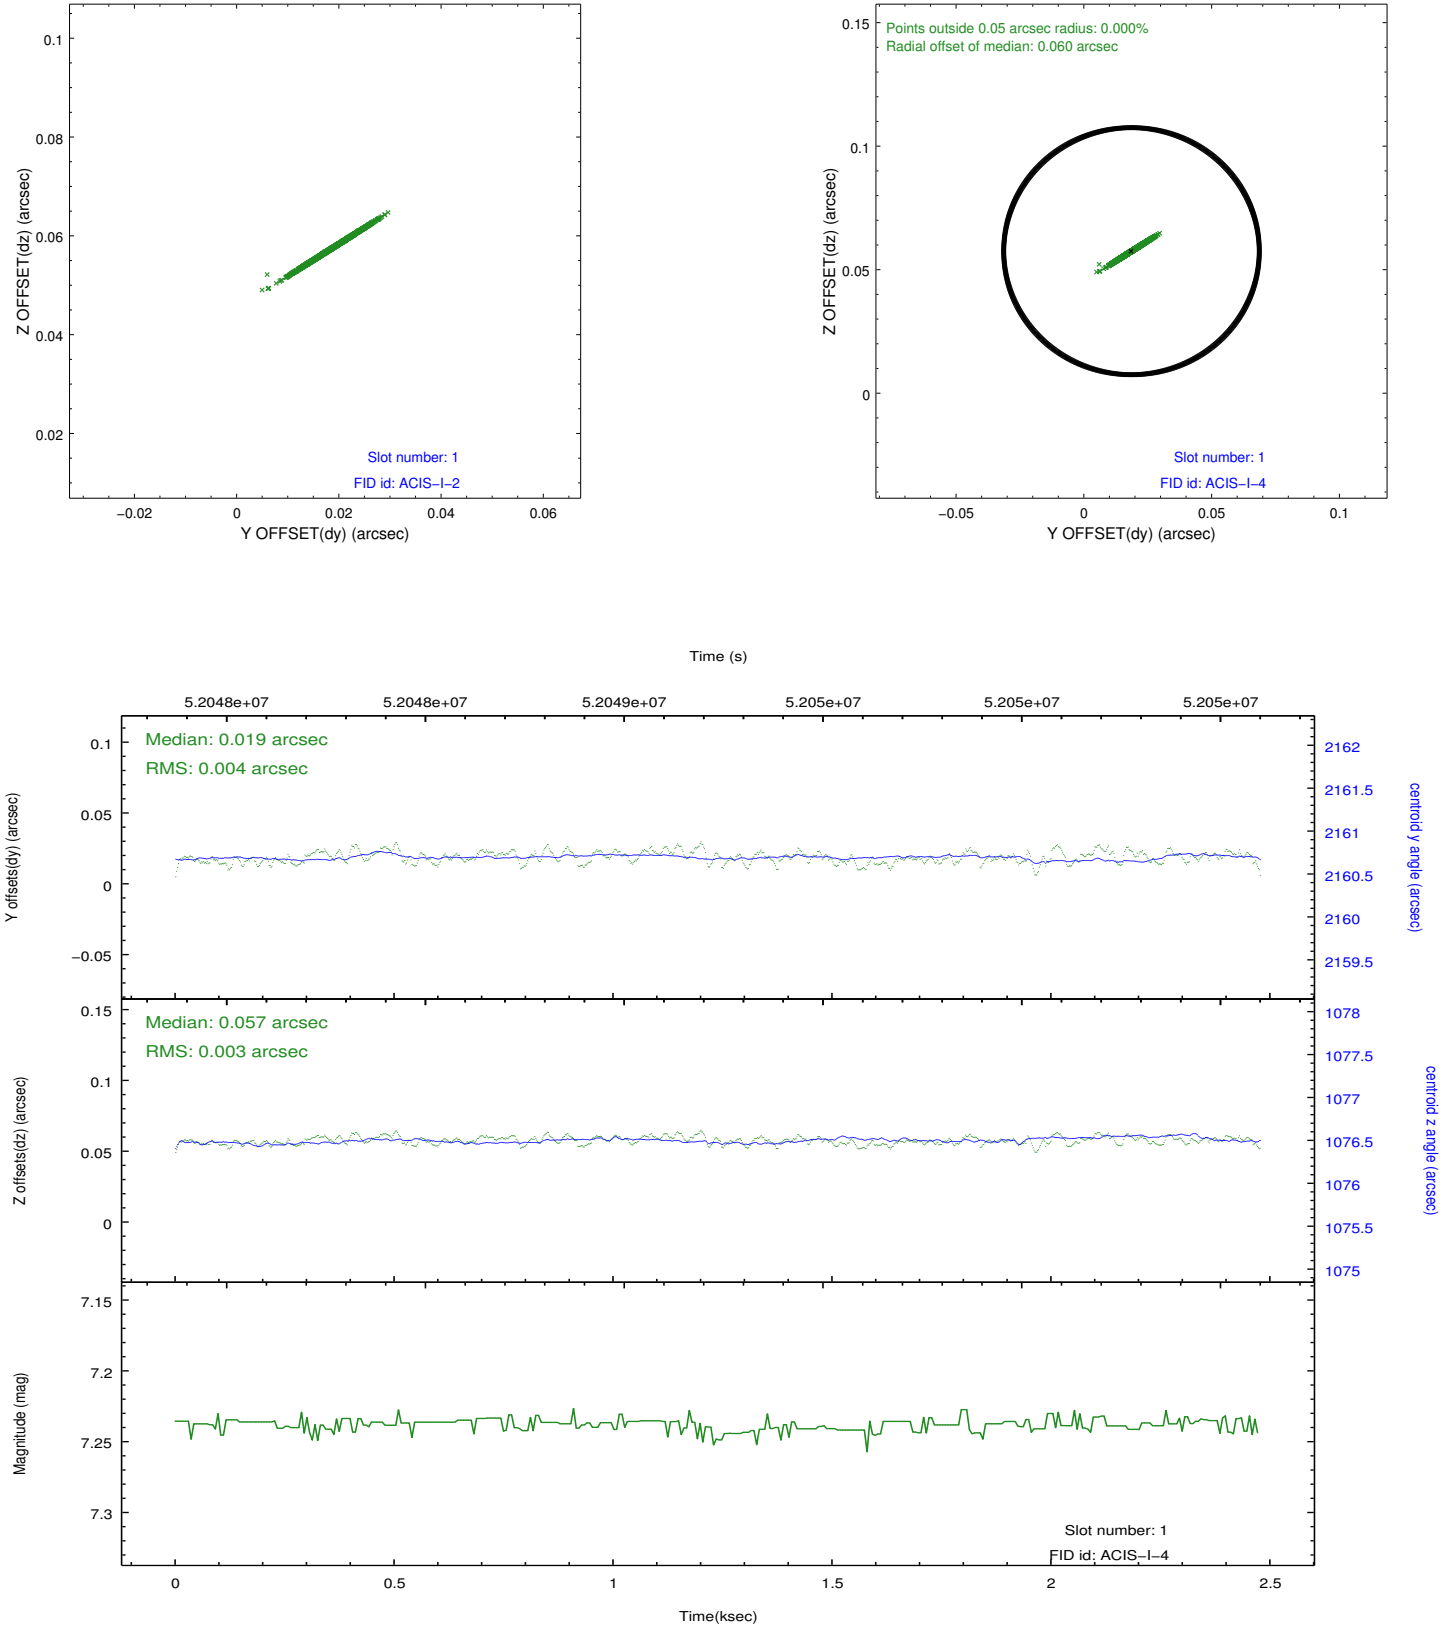 0.1
0.08
0.06
0.04
0.02
Z OFFSET(dz) (arcsec)
Slot number: 1
FID id: ACIS−I−2
−0.02
0
0.02
0.04
0.06
Y OFFSET(dy) (arcsec)
Points outside 0.05 arcsec radius: 0.000%
Radial offset of median: 0.060 arcsec
0.15
0.1
0.05
0
Z OFFSET(dz) (arcsec)
Slot number: 1
FID id: ACIS−I−4
−0.05
0
0.05
0.1
Y OFFSET(dy) (arcsec)
Time (s)
5.2048e+07
5.2048e+07
5.2049e+07
5.205e+07
5.205e+07
5.205e+07
Median: 0.019 arcsec
RMS: 0.004 arcsec
0.1
0.05
0
−0.05
Y offsets(dy) (arcsec)
2162
2161.5
2161
2160.5
2160
2159.5
centroid y angle (arcsec)
Median: 0.057 arcsec
RMS: 0.003 arcsec
0.15
0.1
0.05
0
Z offsets(dz) (arcsec)
1078
1077.5
1077
1076.5
1076
1075.5
1075
centroid z angle (arcsec)
7.15
7.2
7.25
7.3
Magnitude (mag)
Slot number: 1
FID id: ACIS−I−4
0
0.5
1
1.5
2
2.5
Time(ksec)